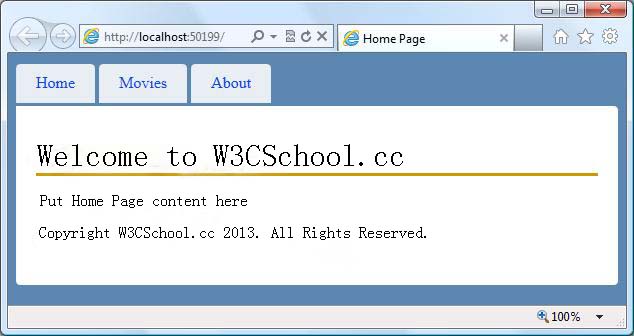 http://localhost:50199/
Home Page
Home Movies About
Welcome to W3CSchool.cc
Put Home Page content here
Copyright W3CSchool.cc 2013. All Rights Reserved.
100%